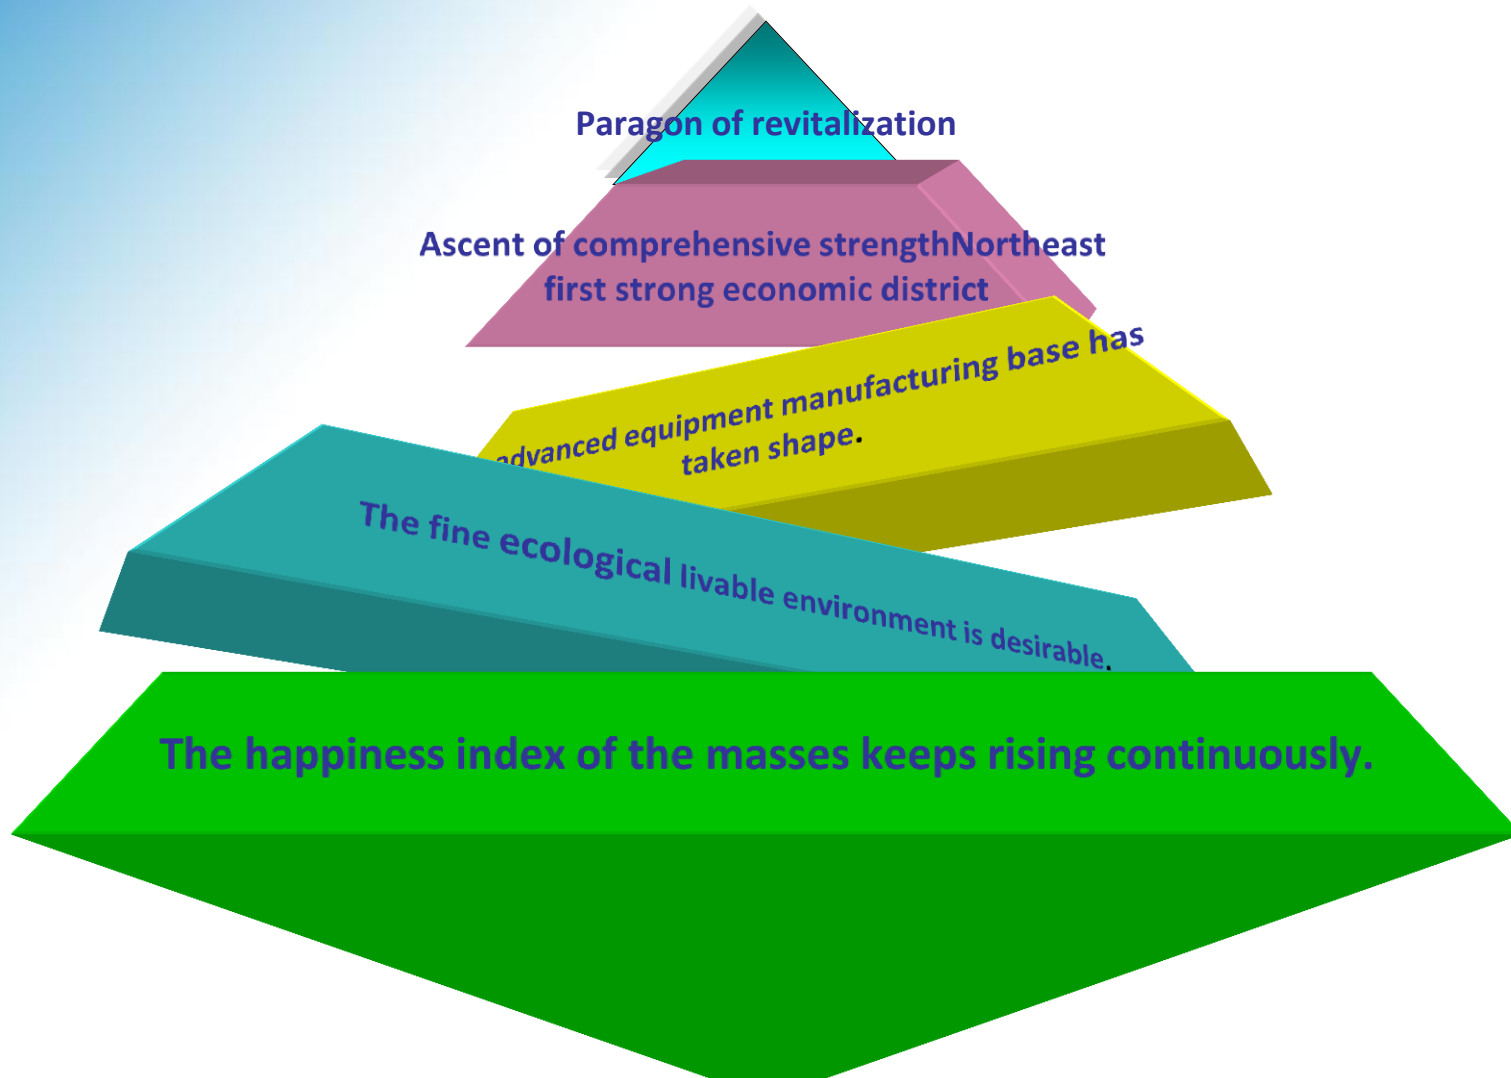 Paragon of revitalization
Ascent of comprehensive strengthNortheast
first strong economic district
advanced equipment manufacturing base has
taken shape.
The fine ecological livable environment is desirable.
The happiness index of the masses keeps rising continuously.